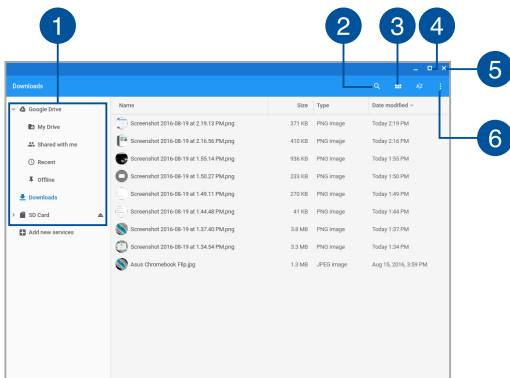 1 2 3 4
5
Downloads
6
Google Drive
My Drive
Shared with me
Recent
Offline
Downloads
SD Card
Add new services
Name Size Type Date modified
Screenshot 2016-08-19 at 2.19.13 PM.png 371 KB PNG image Today 2:19 PM
Screenshot 2016-08-19 at 2.16.56 PM.png 410 KB PNG image Today 2:16 PM
Screenshot 2016-08-19 at 1.55.14 PM.png 936 KB PNG image Today 1:55 PM
Screenshot 2016-08-19 at 1.50.27 PM.png 233 KB PNG image Today 1:50 PM
Screenshot 2016-08-19 at 1.49.11 PM.png 270 KB PNG image Today 1:49 PM
Screenshot 2016-08-19 at 1.44.48 PM.png 41 KB PNG image Today 1:44 PM
Screenshot 2016-08-19 at 1.37.40 PM.png 3.8 MB PNG image Today 1:37 PM
Screenshot 2016-08-19 at 1.34.54 PM.png 3.3 MB PNG image Today 1:34 PM
Asus Chromebook Flip.jpg 1.3 MB JPEG image Aug 15, 2016, 3:59 PM